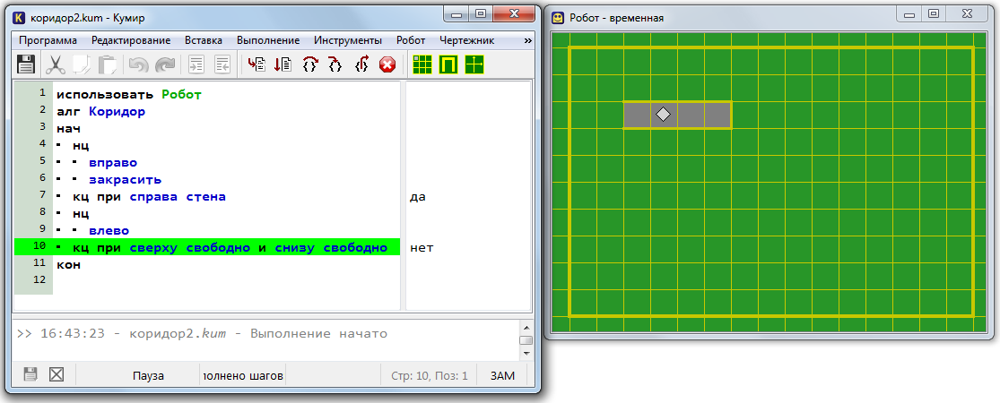 коридор2.kum - Кумир
Программа Редактирование Вставка Выполнение Инструменты Робот Чертежник »
1 использовать Робот
2 алг Коридор
3 нач
4 нц
5 вправо
6 закрасить
7 кц при справа стена да
8 нц
9 влево
10 кц при сверху свободно и снизу свободно нет
11 кон
12
>> 16:43:23 - коридор2.kum - Выполнение начато
Пауза олнено шагов Стр: 10, Поз: 1 ЗАМ
Робот - временная